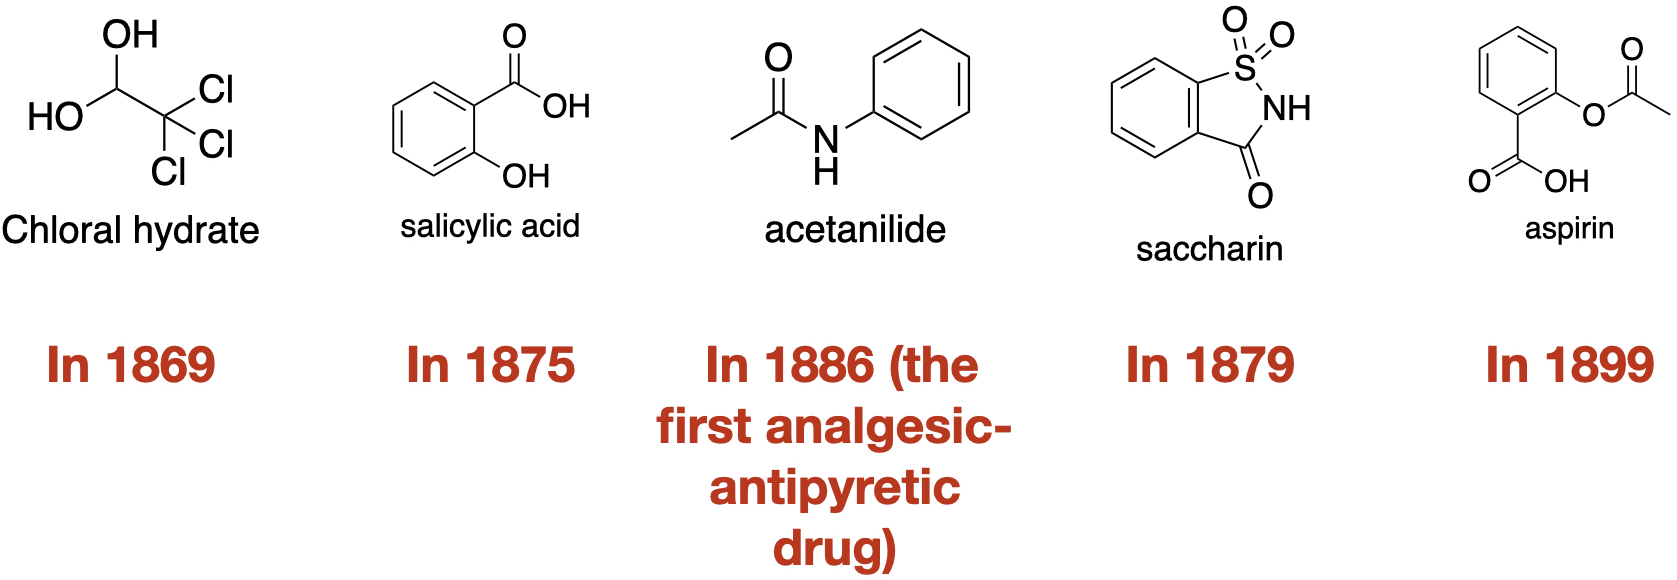 OH
HO
Cl
Cl
Cl
Chloral hydrate
In 1869
O
OH
OH
salicylic acid
In 1875
O
N
H
acetanilide
In 1886 (the
first analgesic-
antipyretic
drug)
O
O
S
NH
O
saccharin
In 1879
O
O
O
OH
aspirin
In 1899